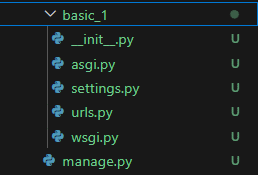 basic_1
__init__.py U
asgi.py U
settings.py U
urls.py U
wsgi.py U
manage.py U